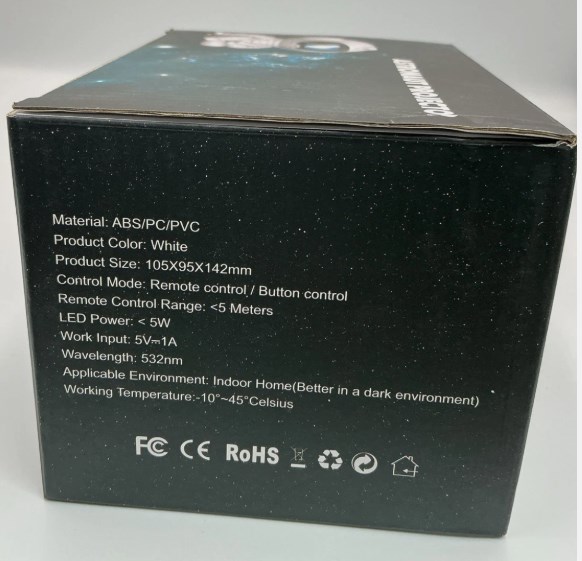 ASTRONAUT PROJECTOR
Material: ABS/PC/PVC
Product Color: White
Product Size: 105X95X142mm
Control Mode: Remote control / Button control
Remote Control Range: <5 Meters
LED Power: < 5W
Work Input: 5V⎓1A
Wavelength: 532nm
Applicable Environment: Indoor Home(Better in a dark environment)
Working Temperature:-10°~45°Celsius
FC CE RoHS